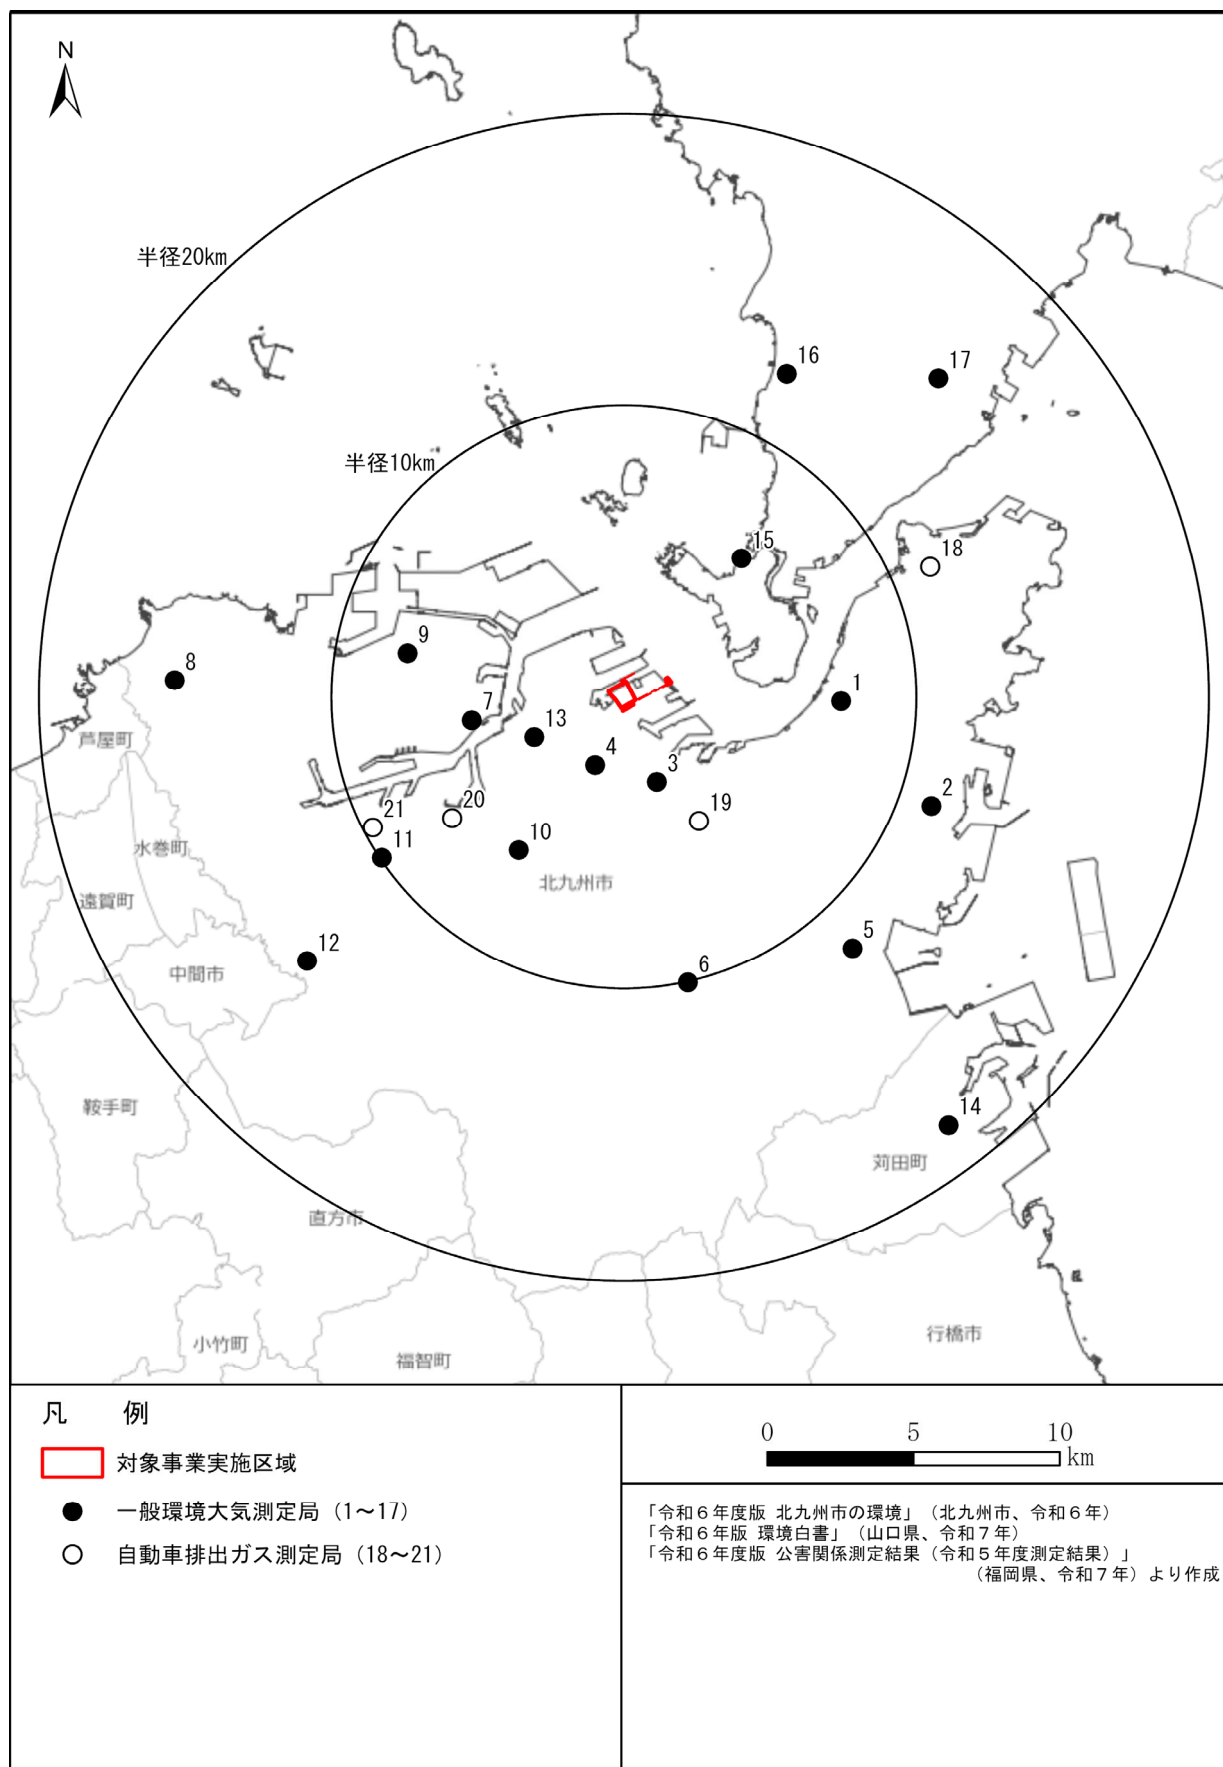 N
半径20km
16
17
半径10km
15
18
9
8
1
7
13
芦屋町
4
3
2
20
19
21
10
水巻町
11
北九州市
遠賀町
5
12
6
中間市
鞍手町
14
苅田町
直方市
行橋市
小竹町
福智町
凡 例
対象事業実施区域
一般環境大気測定局(1～17)
自動車排出ガス測定局(18～21)
0 5 10
km
「令和6年度版 北九州市の環境」(北九州市、令和6年)
「令和6年版 環境白書」(山口県、令和7年)
「令和6年度版 公害関係測定結果(令和5年度測定結果)」
(福岡県、令和7年)より作成